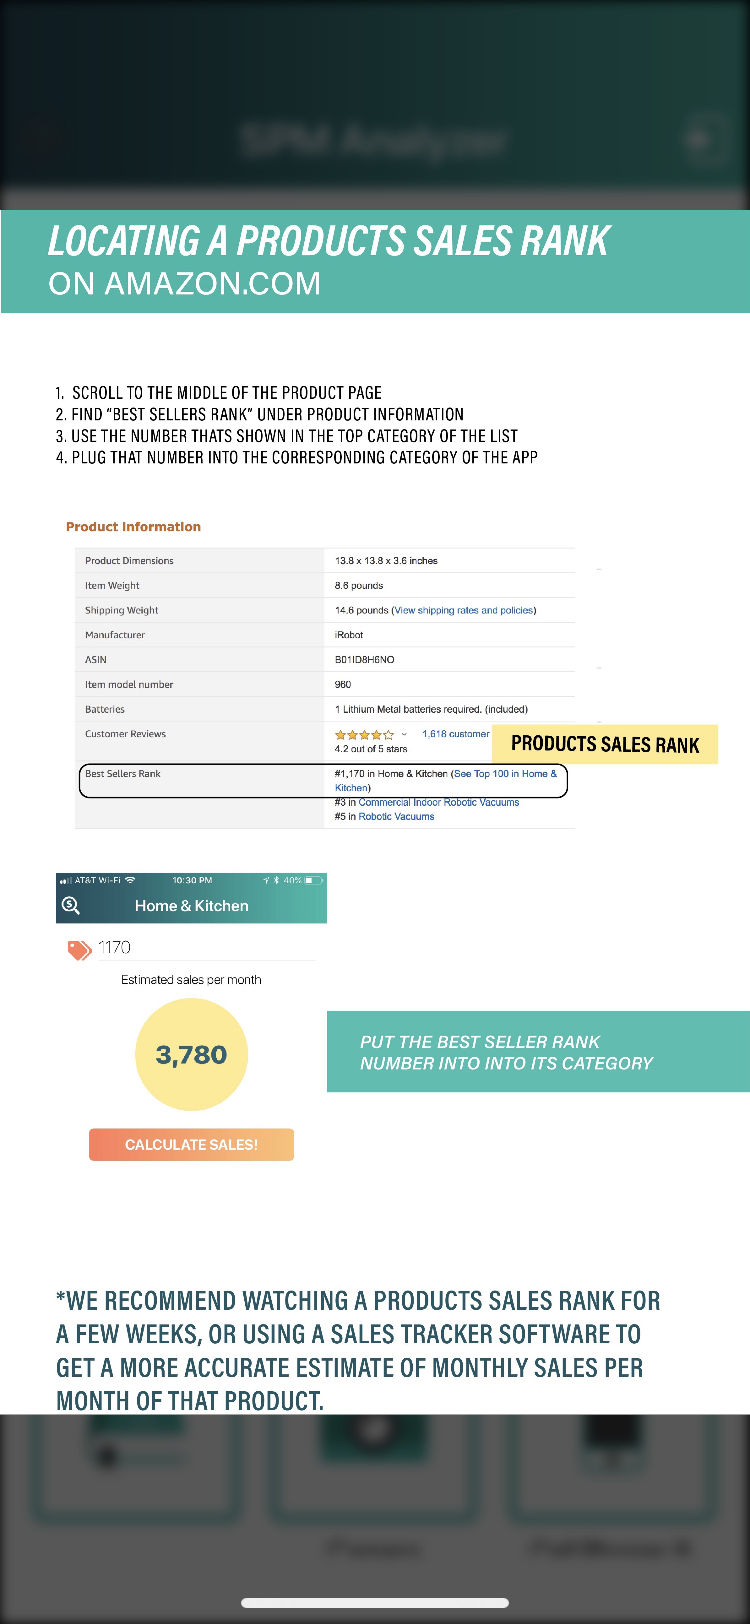 SPM Analyzer
LOCATING A PRODUCTS SALES RANK
ON AMAZON.COM
1. SCROLL TO THE MIDDLE OF THE PRODUCT PAGE
2. FIND “BEST SELLERS RANK” UNDER PRODUCT INFORMATION
3. USE THE NUMBER THATS SHOWN IN THE TOP CATEGORY OF THE LIST
4. PLUG THAT NUMBER INTO THE CORRESPONDING CATEGORY OF THE APP
Product Information
Product Dimensions 13.8 x 13.8 x 3.6 inches
Item Weight 8.6 pounds
Shipping Weight 14.6 pounds (View shipping rates and policies)
Manufacturer iRobot
ASIN B01ID8H6NO
Item model number 960
Batteries 1 Lithium Metal batteries required. (included)
Customer Reviews 1,618 customer
4.2 out of 5 stars
PRODUCTS SALES RANK
Best Sellers Rank #1,170 in Home & Kitchen (See Top 100 in Home &
Kitchen)
#3 in Commercial Indoor Robotic Vacuums
#5 in Robotic Vacuums
AT&T Wi-Fi 10:30 PM 40%
Home & Kitchen
1170
Estimated sales per month
3,780
CALCULATE SALES!
PUT THE BEST SELLER RANK
NUMBER INTO INTO ITS CATEGORY
*WE RECOMMEND WATCHING A PRODUCTS SALES RANK FOR
A FEW WEEKS, OR USING A SALES TRACKER SOFTWARE TO
GET A MORE ACCURATE ESTIMATE OF MONTHLY SALES PER
MONTH OF THAT PRODUCT.